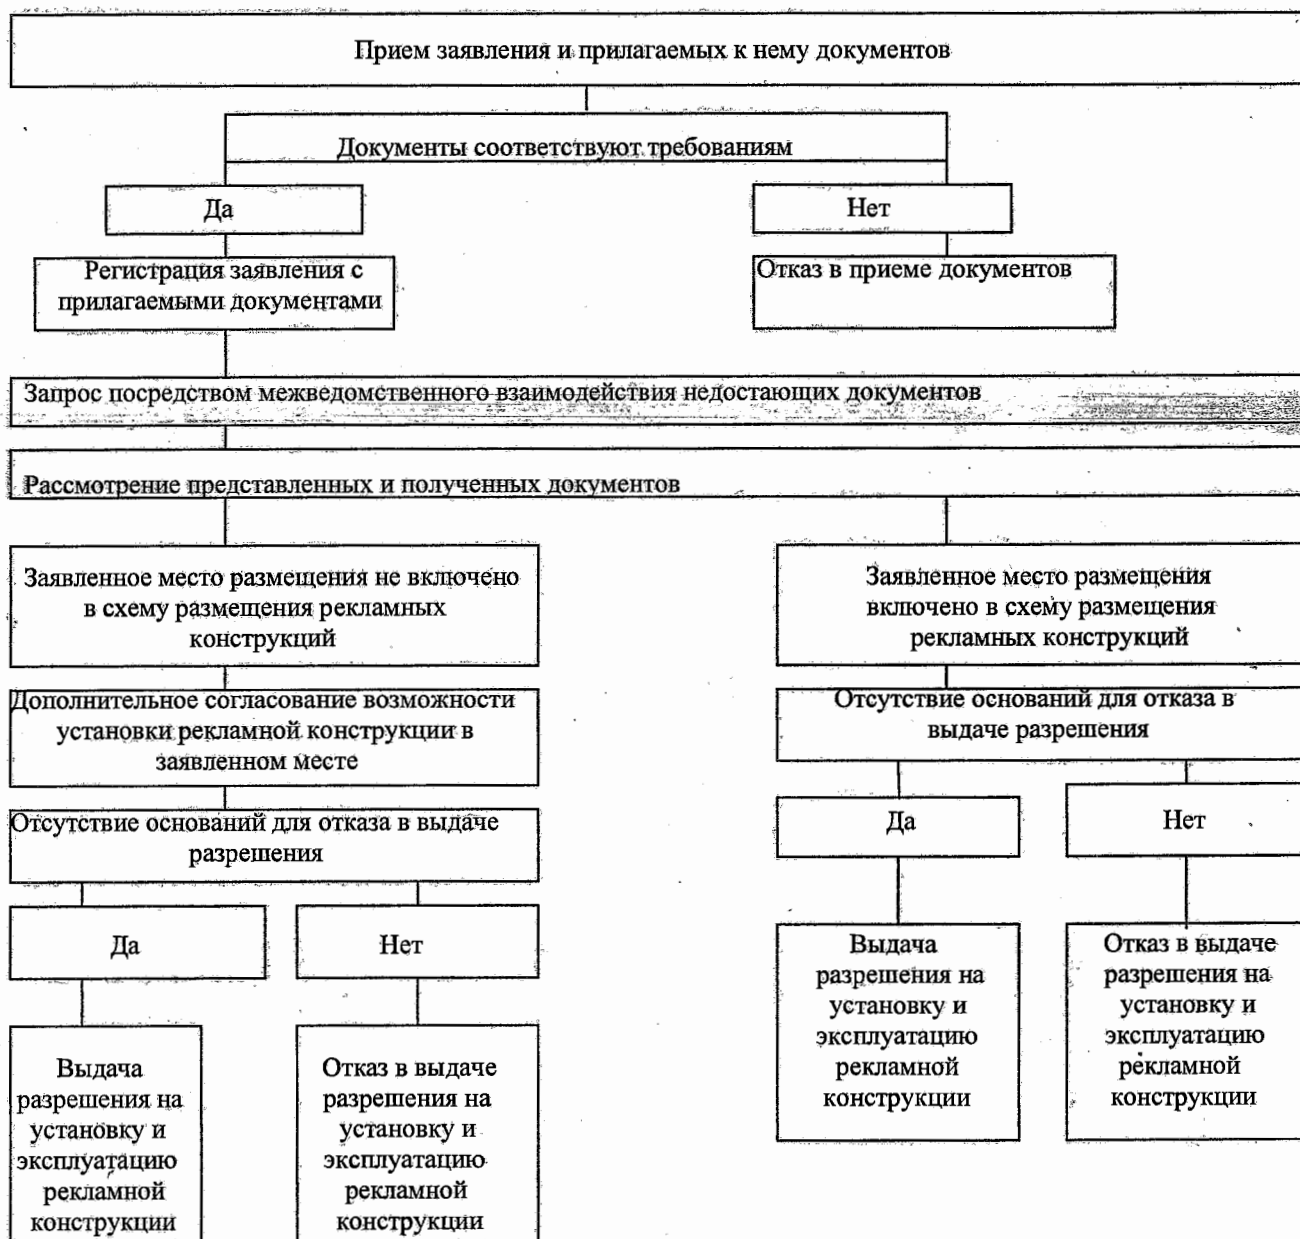 Прием заявления и прилагаемых к нему документов
Документы соответствуют требованиям
Да
Нет
Регистрация заявления с
прилагаемыми документами
Отказ в приеме документов
Запрос посредством межведомственного взаимодействия недостающих документов
Рассмотрение представленных и полученных документов
Заявленное место размещения не включено
в схему размещения рекламных
конструкций
Заявленное место размещения
включено в схему размещения
рекламных конструкций
Дополнительное согласование возможности
установки рекламной конструкции в
заявленном месте
Отсутствие оснований для отказа в
выдаче разрешения
Отсутствие оснований для отказа в выдаче
разрешения
Да
Нет
Да
Нет
Выдача
разрешения на
установку и
эксплуатацию
рекламной
конструкции
Отказ в выдаче
разрешения на
установку и
эксплуатацию
рекламной
конструкции
Выдача
разрешения на
установку и
эксплуатацию
рекламной
конструкции
Отказ в выдаче
разрешения на
установку и
эксплуатацию
рекламной
конструкции